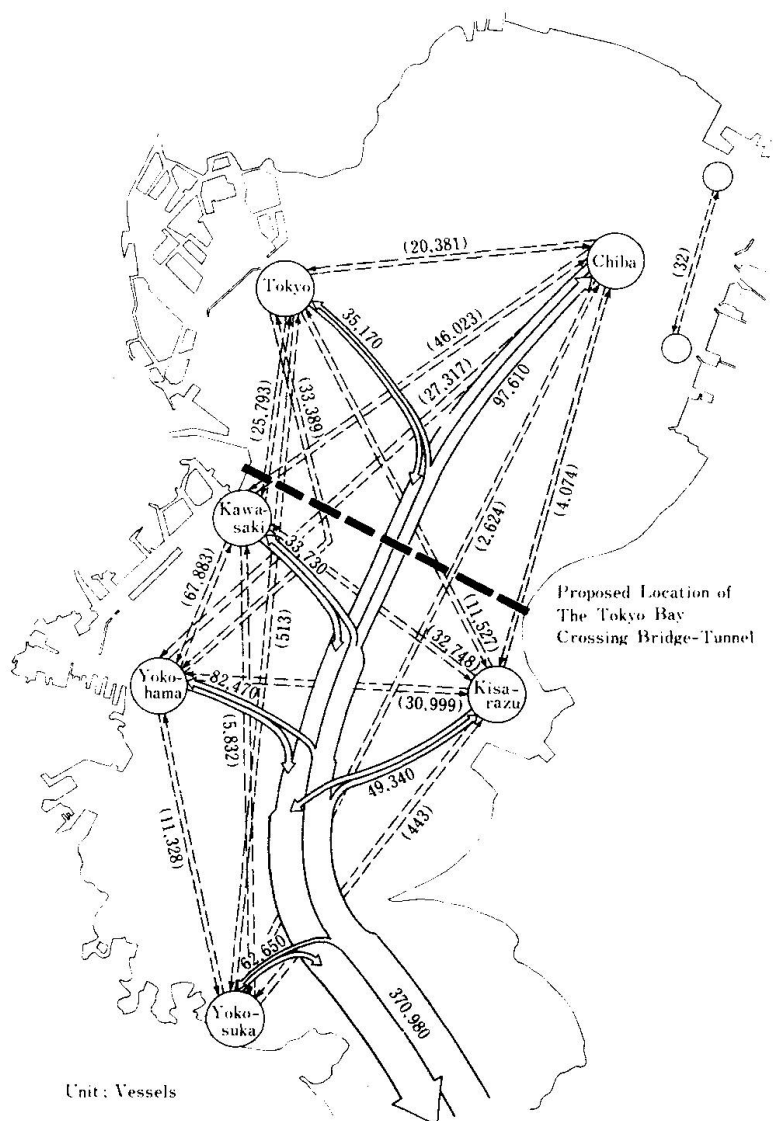 (20,381)
Chiba
(32)
Tokyo
35,170
(46,023)
(27,317)
97,610
(25,793)
(33,389)
Kawa-
saki
33,730
(2,624)
(4,074)
Proposed Location of
The Tokyo Bay
Crossing Bridge-Tunnel
(67,883)
(513)
(11,527)
(32,748)
Yoko-
hama
82,470
(30,999)
Kisa-
razu
(5,832)
49,340
(443)
(11,328)
62,650
370,980
Yoko-
suka
Unit : Vessels